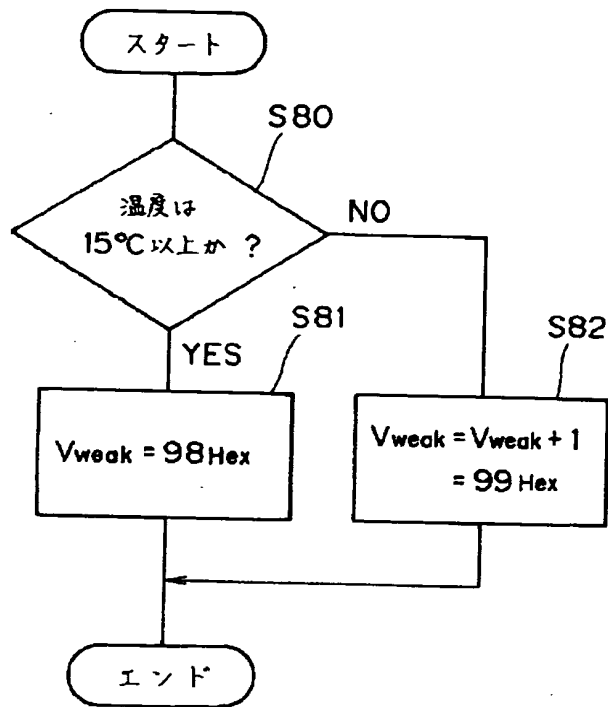 スタート
S80
温度は
15°C以上か ?
NO
YES
S81
Vweak = 98Hex
S82
Vweak = Vweak + 1
= 99 Hex
エンド